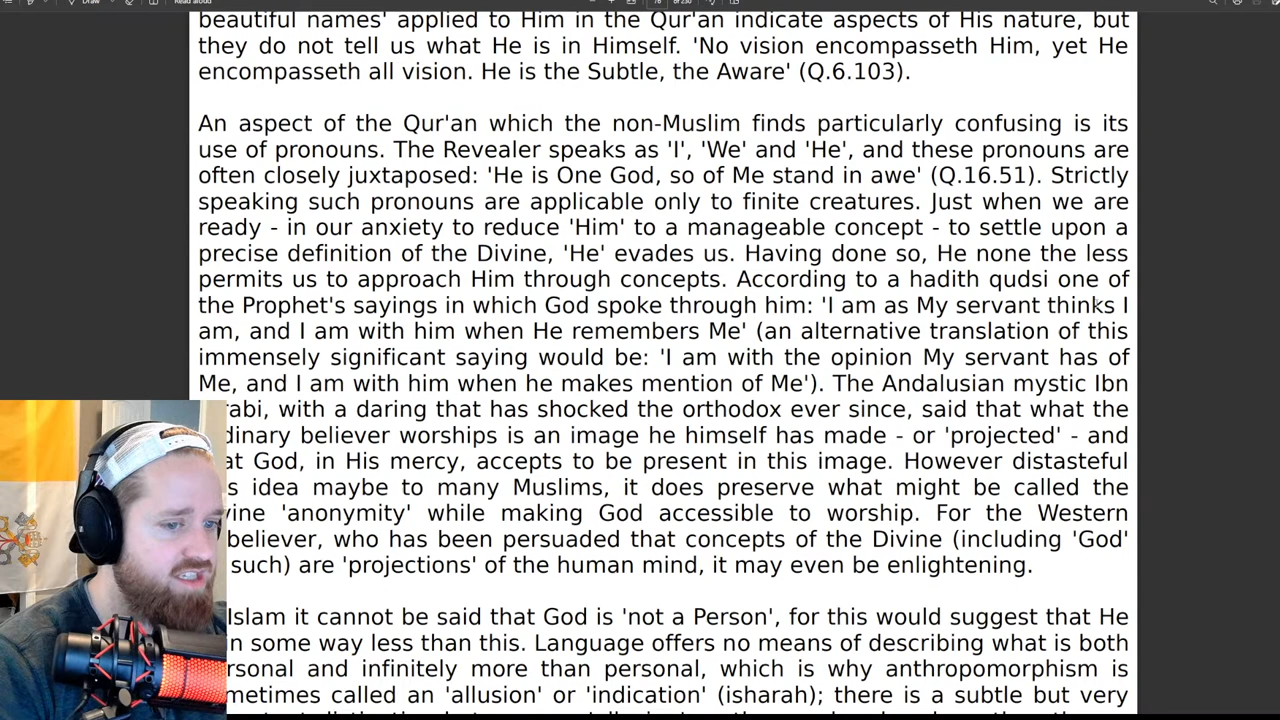 Draw
Read aloud
78
of 230
beautiful names' applied to Him in the Qur'an indicate aspects of His nature, but
they do not tell us what He is in Himself. 'No vision encompasseth Him, yet He
encompasseth all vision. He is the Subtle, the Aware' (Q.6.103).
An aspect of the Qur'an which the non-Muslim finds particularly confusing is its
use of pronouns. The Revealer speaks as 'I', 'We' and 'He', and these pronouns are
often closely juxtaposed: 'He is One God, so of Me stand in awe' (Q.16.51). Strictly
speaking such pronouns are applicable only to finite creatures. Just when we are
ready - in our anxiety to reduce 'Him' to a manageable concept - to settle upon a
precise definition of the Divine, 'He' evades us. Having done so, He none the less
permits us to approach Him through concepts. According to a hadith qudsi one of
the Prophet's sayings in which God spoke through him: 'I am as My servant thinks I
am, and I am with him when He remembers Me' (an alternative translation of this
immensely significant saying would be: 'I am with the opinion My servant has of
Me, and I am with him when he makes mention of Me'). The Andalusian mystic Ibn
rabi, with a daring that has shocked the orthodox ever since, said that what the
dinary believer worships is an image he himself has made - or 'projected' - and
at God, in His mercy, accepts to be present in this image. However distasteful
s idea maybe to many Muslims, it does preserve what might be called the
vine 'anonymity' while making God accessible to worship. For the Western
believer, who has been persuaded that concepts of the Divine (including 'God'
such) are 'projections' of the human mind, it may even be enlightening.
Islam it cannot be said that God is 'not a Person', for this would suggest that He
n some way less than this. Language offers no means of describing what is both
rsonal and infinitely more than personal, which is why anthropomorphism is
metimes called an 'allusion' or 'indication' (isharah); there is a subtle but very